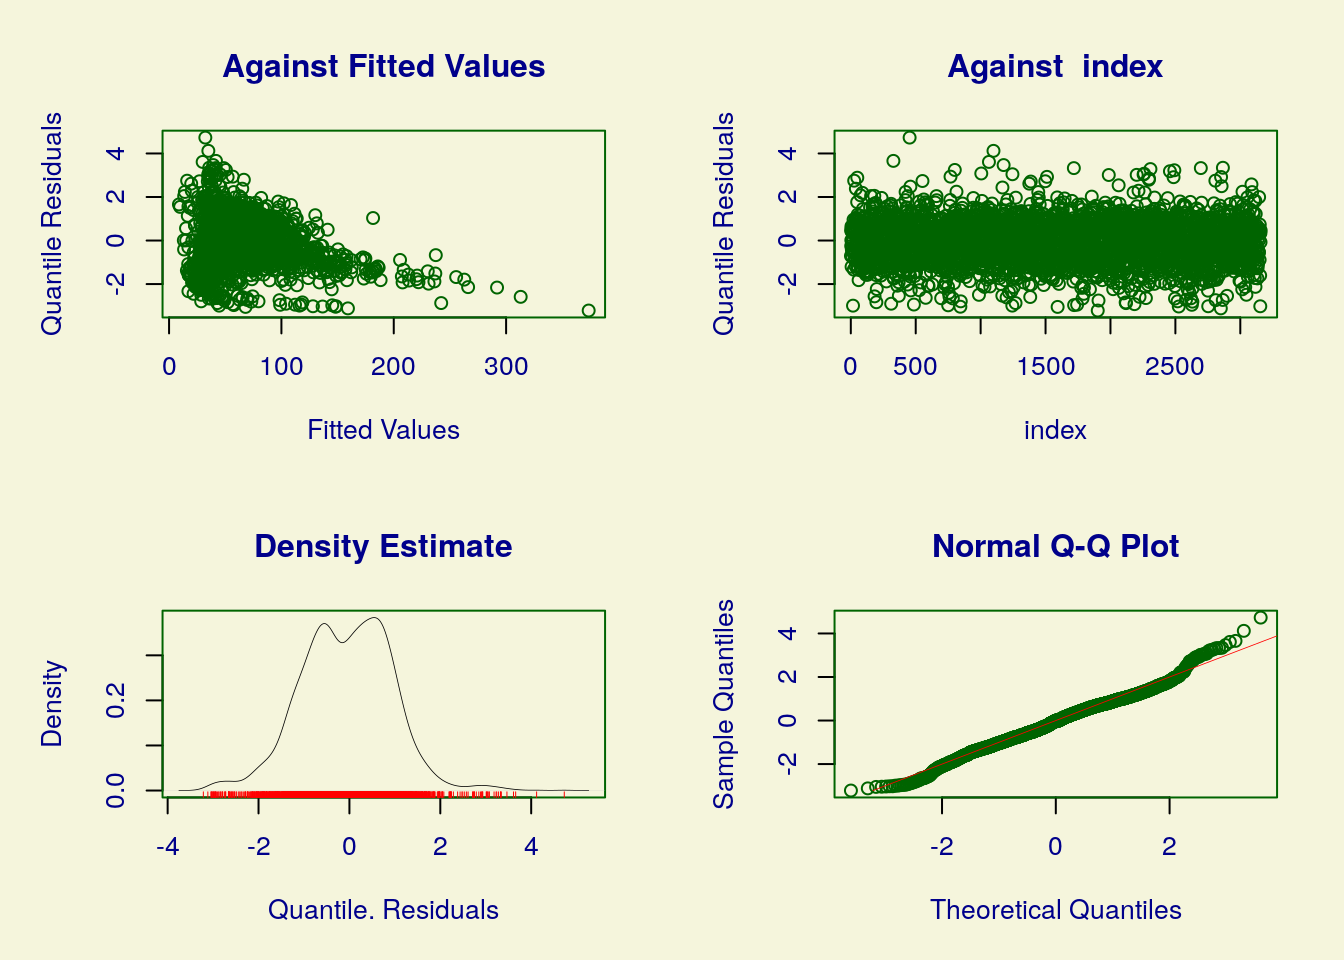 Against Fitted Values
Quantile Residuals
4
2
0
-2
0 100 200 300
Fitted Values
Against  index
Quantile Residuals
4
2
0
-2
0 500 1500 2500
index
Density Estimate
Density
0.2
0.0
-4 -2 0 2 4
Quantile. Residuals
Normal Q-Q Plot
Sample Quantiles
4
2
0
-2
-2 0 2
Theoretical Quantiles